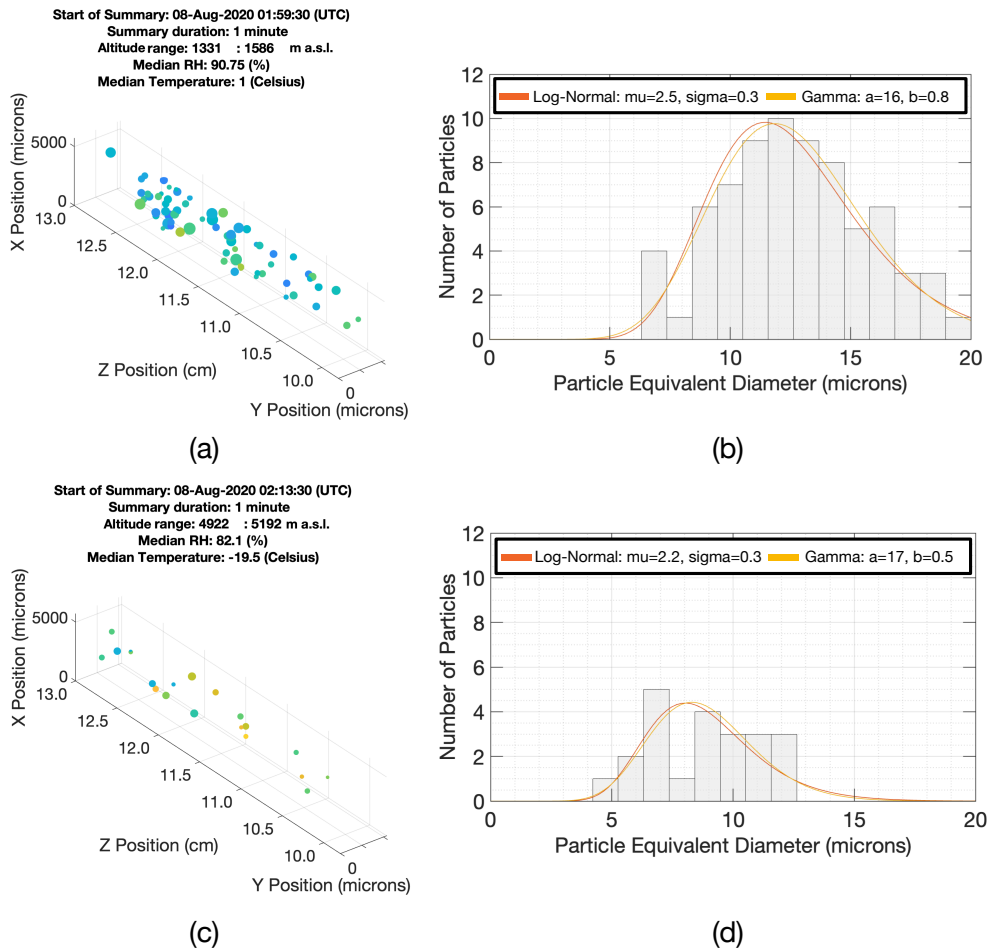 Start of Summary: 08-Aug-2020 01:59:30 (UTC)
Summary duration: 1 minute
Altitude range: 1331 : 1586 m a.s.l.
Median RH: 90.75 (%)
Median Temperature: 1 (Celsius)
X Position (microns)
5000
0
13.0
12.5
12.0
11.5
11.0
10.5
10.0
0
Z Position (cm)
Y Position (microns)
(a)
Log-Normal: mu=2.5, sigma=0.3 Gamma: a=16, b=0.8
Number of Particles
12
10
8
6
4
2
0
0 5 10 15 20
Particle Equivalent Diameter (microns)
(b)
Start of Summary: 08-Aug-2020 02:13:30 (UTC)
Summary duration: 1 minute
Altitude range: 4922 : 5192 m a.s.l.
Median RH: 82.1 (%)
Median Temperature: -19.5 (Celsius)
X Position (microns)
5000
0
13.0
12.5
12.0
11.5
11.0
10.5
10.0
0
Z Position (cm)
Y Position (microns)
(c)
Log-Normal: mu=2.2, sigma=0.3 Gamma: a=17, b=0.5
Number of Particles
12
10
8
6
4
2
0
0 5 10 15 20
Particle Equivalent Diameter (microns)
(d)